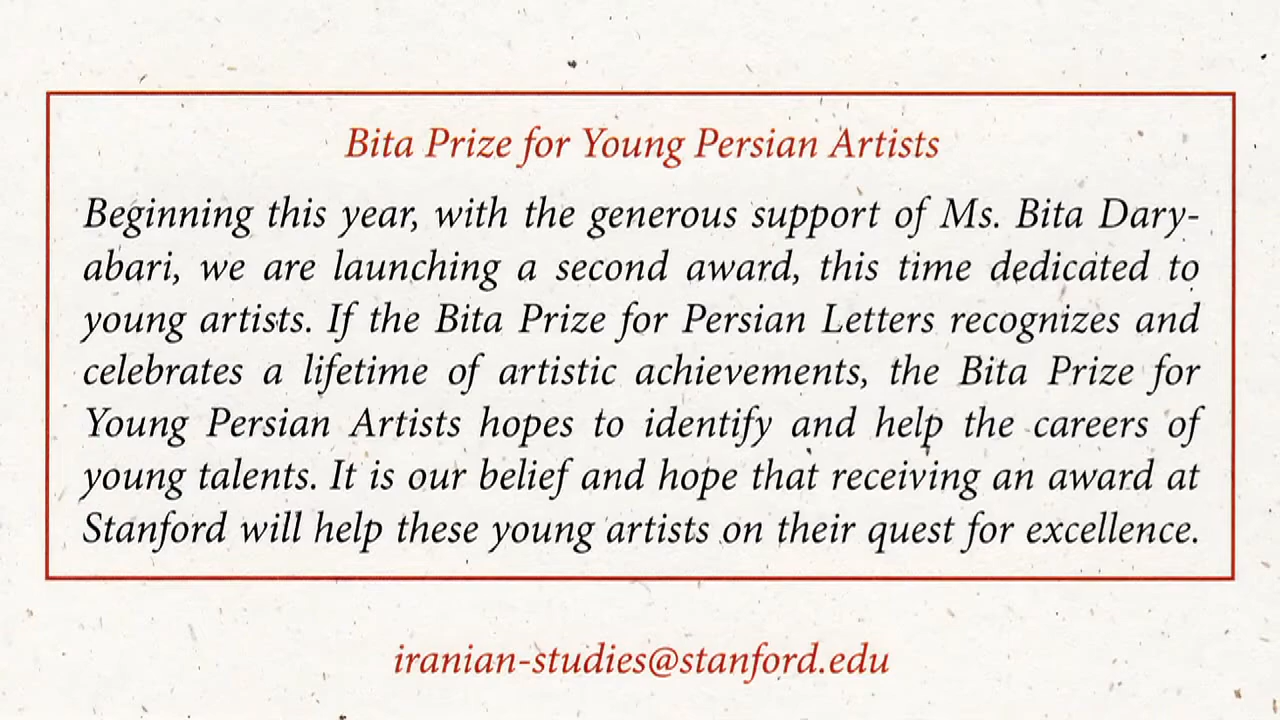 Bita Prize for Young Persian Artists
Beginning this year, with the generous support of Ms. Bita Dary-
abari, we are launching a second award, this time dedicated to
young artists. If the Bita Prize for Persian Letters recognizes and
celebrates a lifetime of artistic achievements, the Bita Prize for
Young Persian Artists hopes to identify and help the careers of
young talents. It is our belief and hope that receiving an award at
Stanford will help these young artists on their quest for excellence.
iranian-studies@stanford.edu